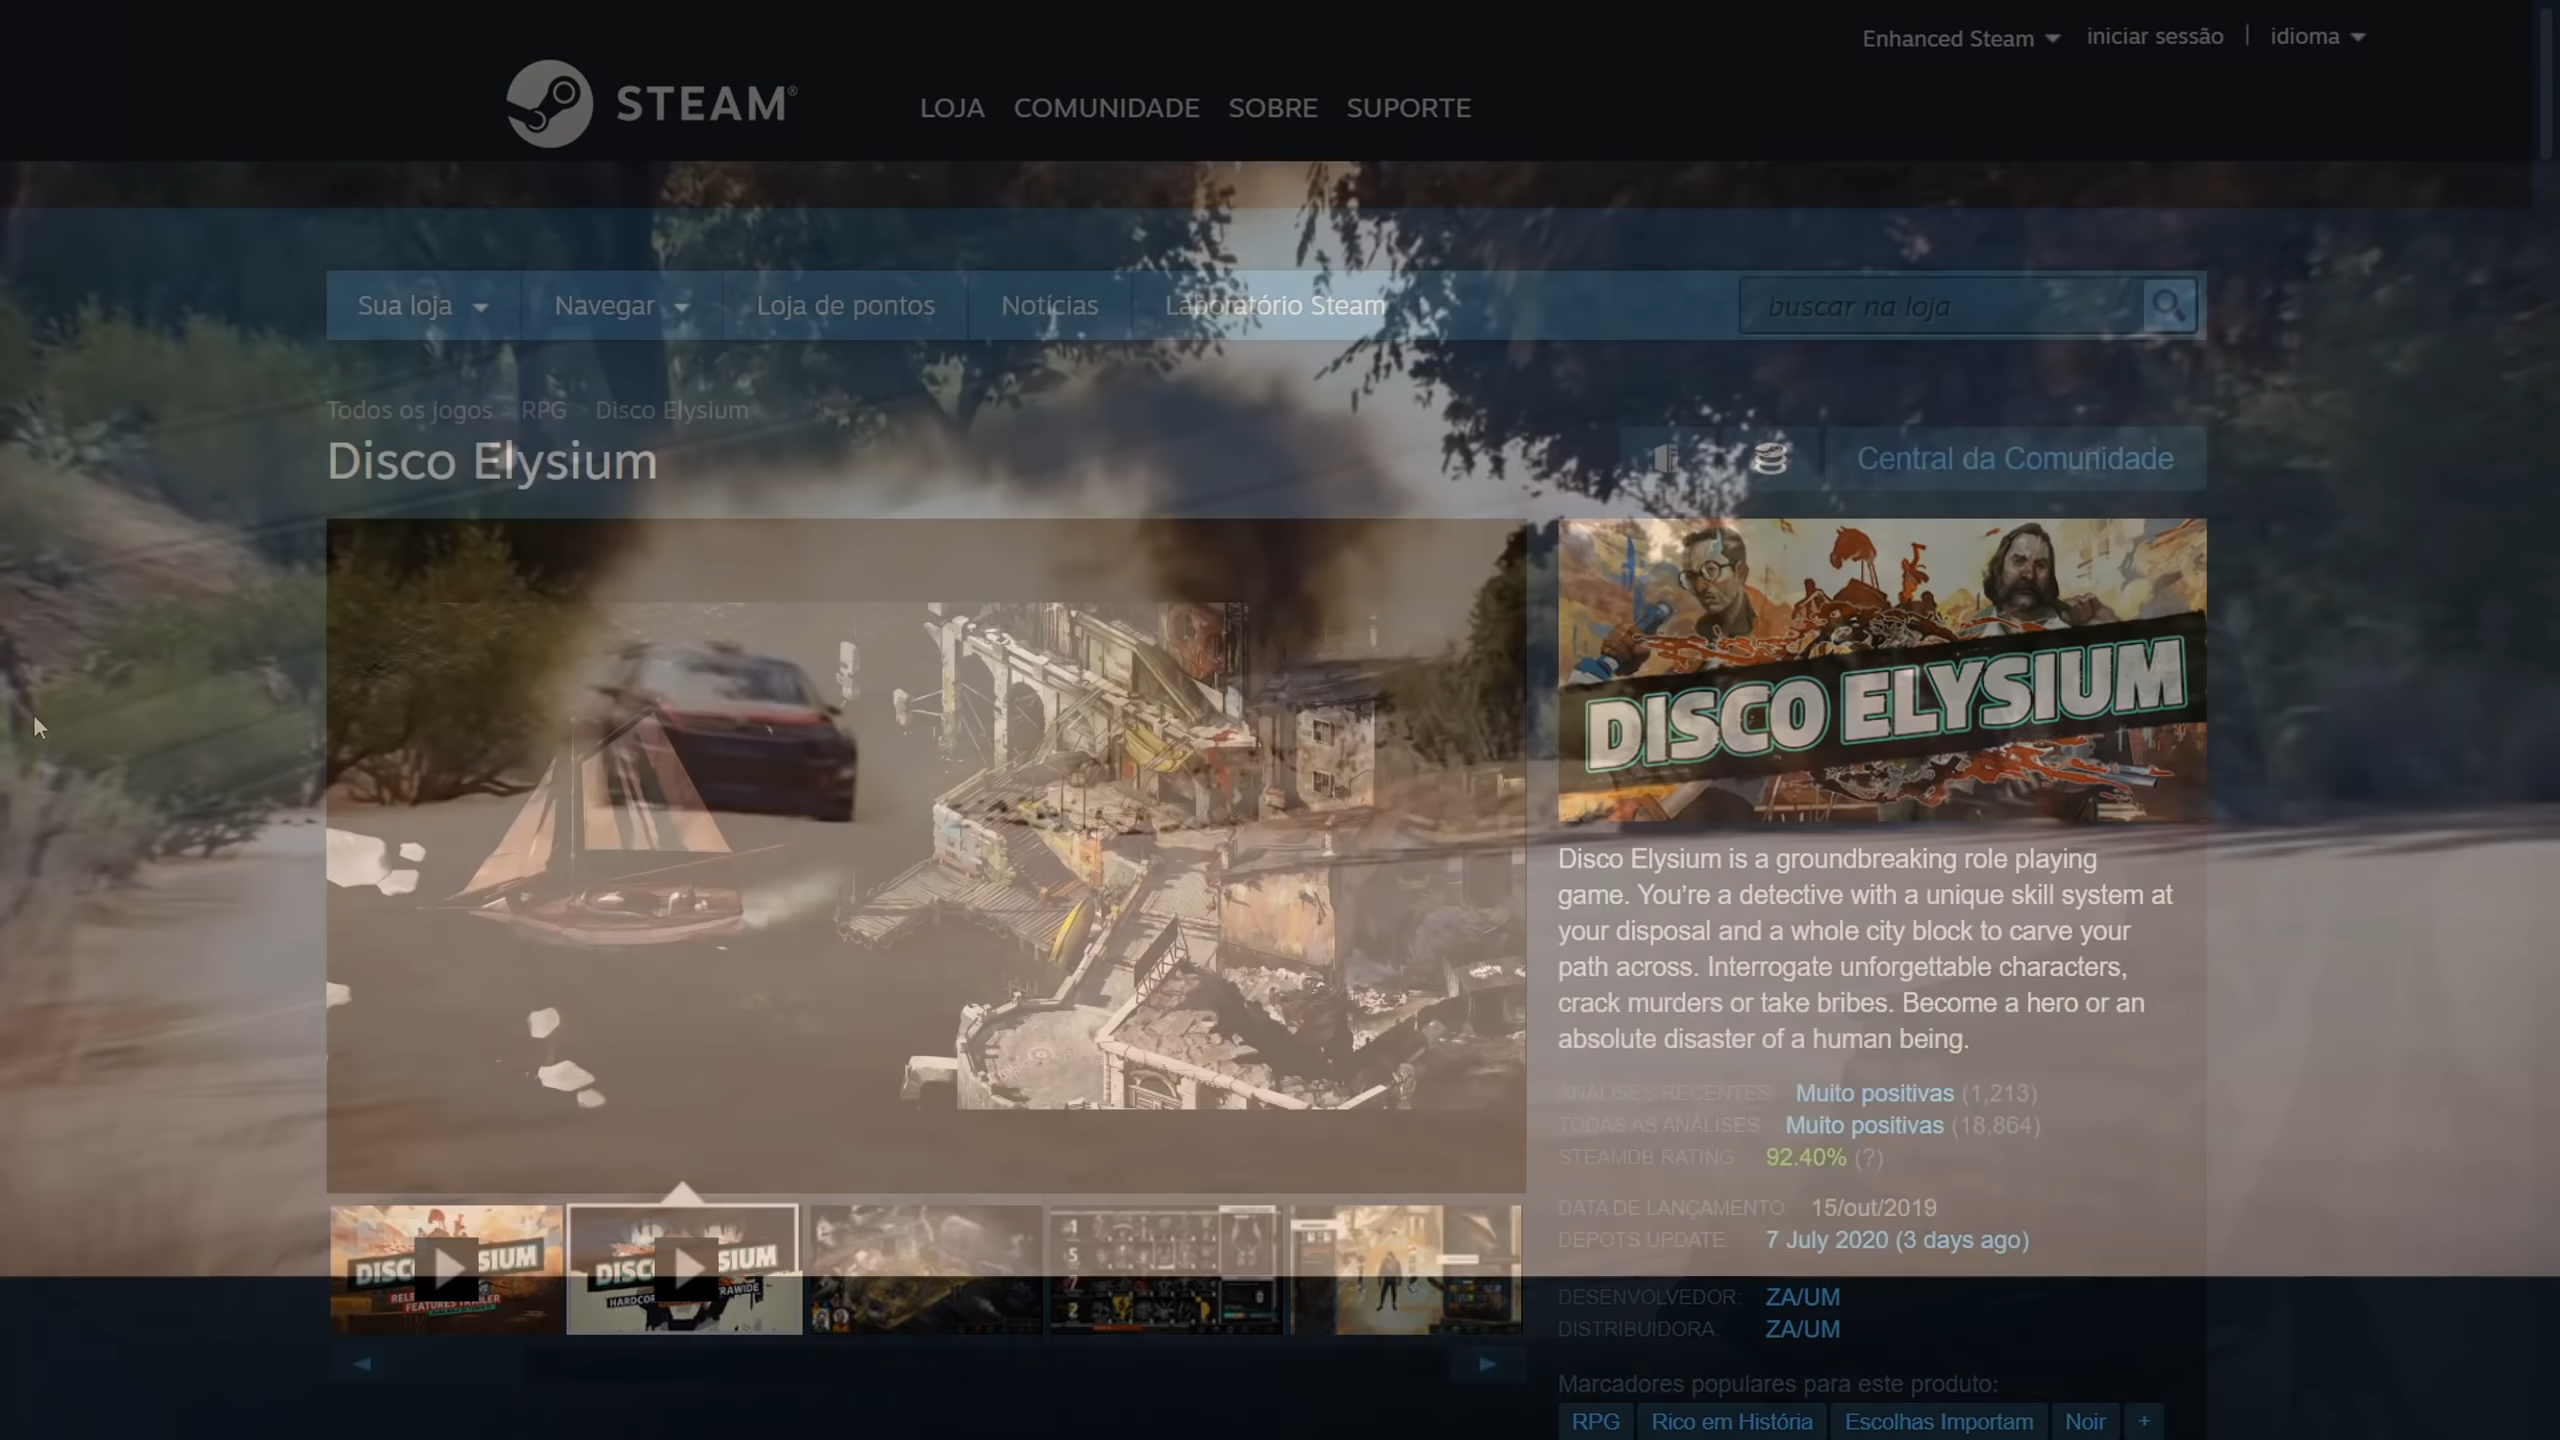 Enhanced Steam
iniciar sessão
idioma
STEAM®
LOJA COMUNIDADE SOBRE SUPORTE
Sua loja
Navegar
Loja de pontos
Notícias
Laboratório Steam
buscar na loja
Todos os jogos > RPG > Disco Elysium
Disco Elysium
Central da Comunidade
DISCO ELYSIUM
Disco Elysium is a groundbreaking role playing
game. You're a detective with a unique skill system at
your disposal and a whole city block to carve your
path across. Interrogate unforgettable characters,
crack murders or take bribes. Become a hero or an
absolute disaster of a human being.
ANÁLISES RECENTES Muito positivas (1,213)
TODAS AS ANÁLISES Muito positivas (18,864)
STEAMDB RATING 92.40% (?)
DATA DE LANÇAMENTO 15/out/2019
DEPOTS UPDATE 7 July 2020 (3 days ago)
DESENVOLVEDOR: ZA/UM
DISTRIBUIDORA: ZA/UM
Marcadores populares para este produto:
RPG Rico em História Escolhas Importam Noir +